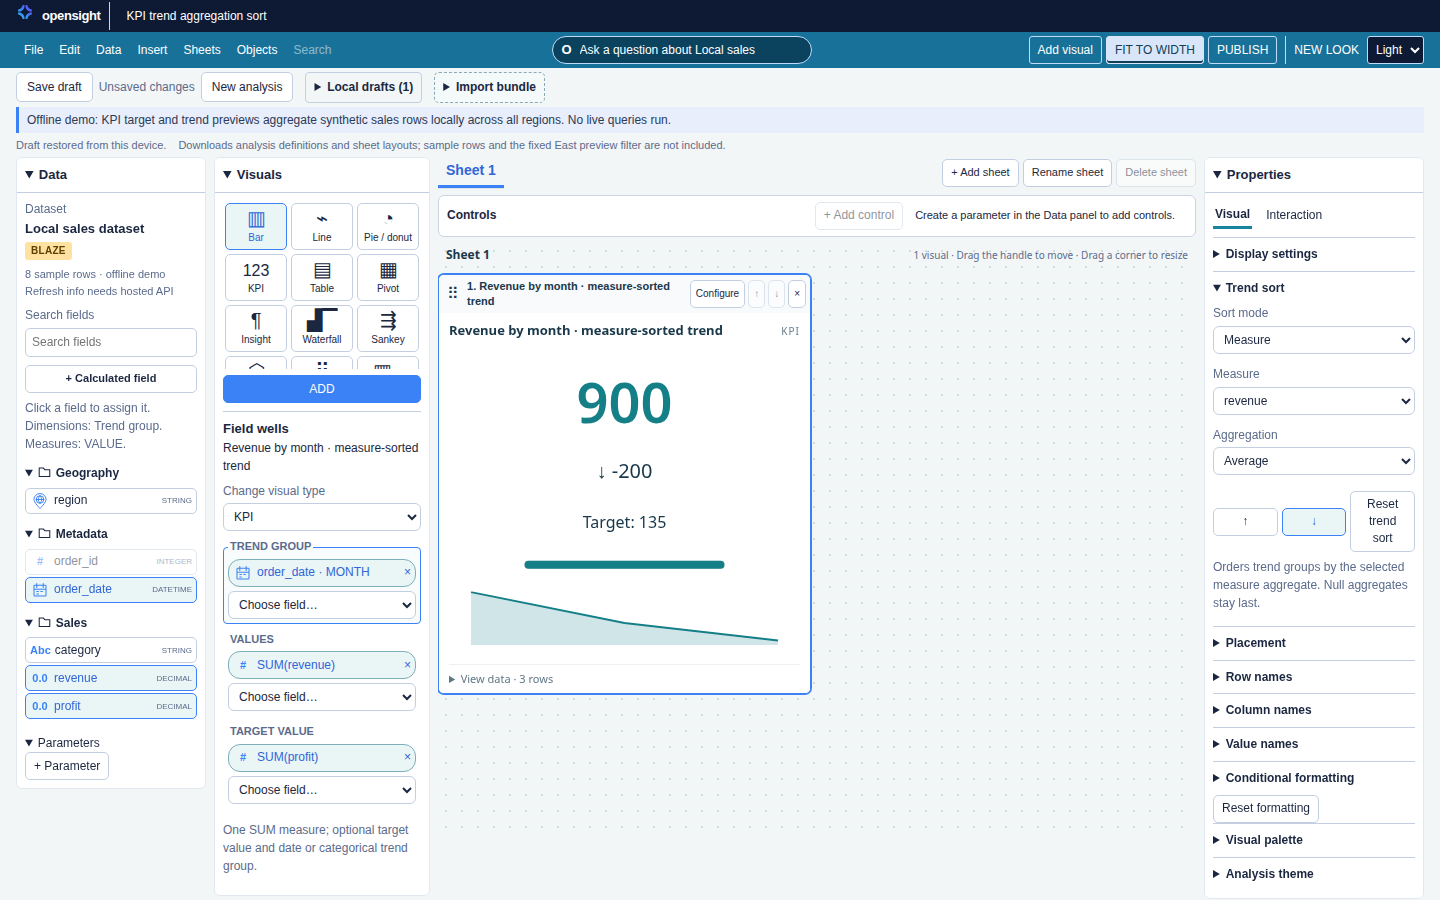 opensight
KPI trend aggregation sort
File Edit Data Insert Sheets Objects Search
O Ask a question about Local sales
Add visual FIT TO WIDTH PUBLISH NEW LOOK Light
Save draft Unsaved changes New analysis Local drafts (1) Import bundle
Offline demo: KPI target and trend previews aggregate synthetic sales rows locally across all regions. No live queries run.
Draft restored from this device. Downloads analysis definitions and sheet layouts; sample rows and the fixed East preview filter are not included.
Data
Dataset
Local sales dataset
BLAZE
8 sample rows · offline demo
Refresh info needs hosted API
Search fields
Search fields
+ Calculated field
Click a field to assign it.
Dimensions: Trend group.
Measures: VALUE.
Geography
region STRING
Metadata
# order_id INTEGER
order_date DATETIME
Sales
Abc category STRING
0.0 revenue DECIMAL
0.0 profit DECIMAL
Parameters
+ Parameter
Visuals
Bar Line Pie / donut
123
KPI Table Pivot
¶
Insight Waterfall Sankey
ADD
Field wells
Revenue by month · measure-sorted
trend
Change visual type
KPI
TREND GROUP
order_date · MONTH ×
Choose field…
VALUES
# SUM(revenue) ×
Choose field…
TARGET VALUE
# SUM(profit) ×
Choose field…
One SUM measure; optional target
value and date or categorical trend
group.
Sheet 1
+ Add sheet Rename sheet Delete sheet
Controls
+ Add control Create a parameter in the Data panel to add controls.
Sheet 1
1 visual · Drag the handle to move · Drag a corner to resize
1. Revenue by month · measure-sorted
trend
Configure ↑ ↓ ×
Revenue by month · measure-sorted trend KPI
900
↓ -200
Target: 135
View data · 3 rows
Properties
Visual Interaction
Display settings
Trend sort
Sort mode
Measure
Measure
revenue
Aggregation
Average
↑ ↓ Reset
trend
sort
Orders trend groups by the selected
measure aggregate. Null aggregates
stay last.
Placement
Row names
Column names
Value names
Conditional formatting
Reset formatting
Visual palette
Analysis theme